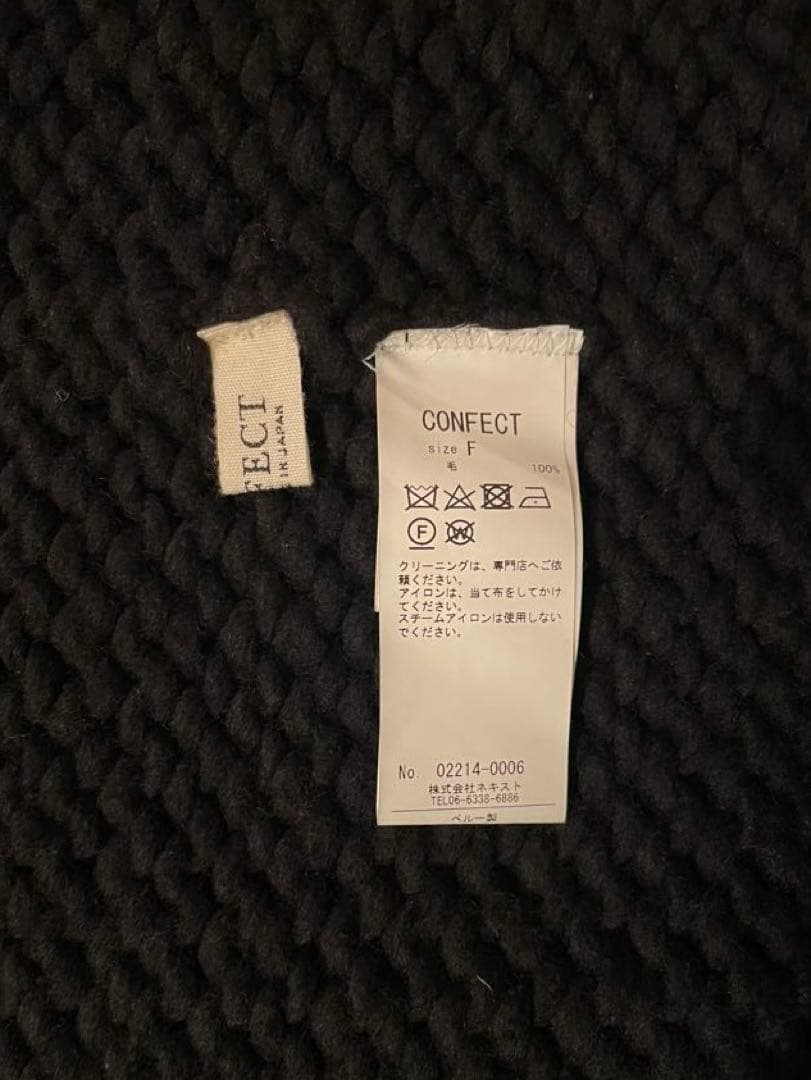 FECT
IN JAPAN
CONFECT
size F
毛 100%
F W
クリーニングは、専門店へご依
頼ください。
アイロンは、当て布をしてかけ
てください。
スチームアイロンは使用しない
でください。
No. 02214-0006
株式会社ネキスト
TEL06-6338-6886
ペルー製